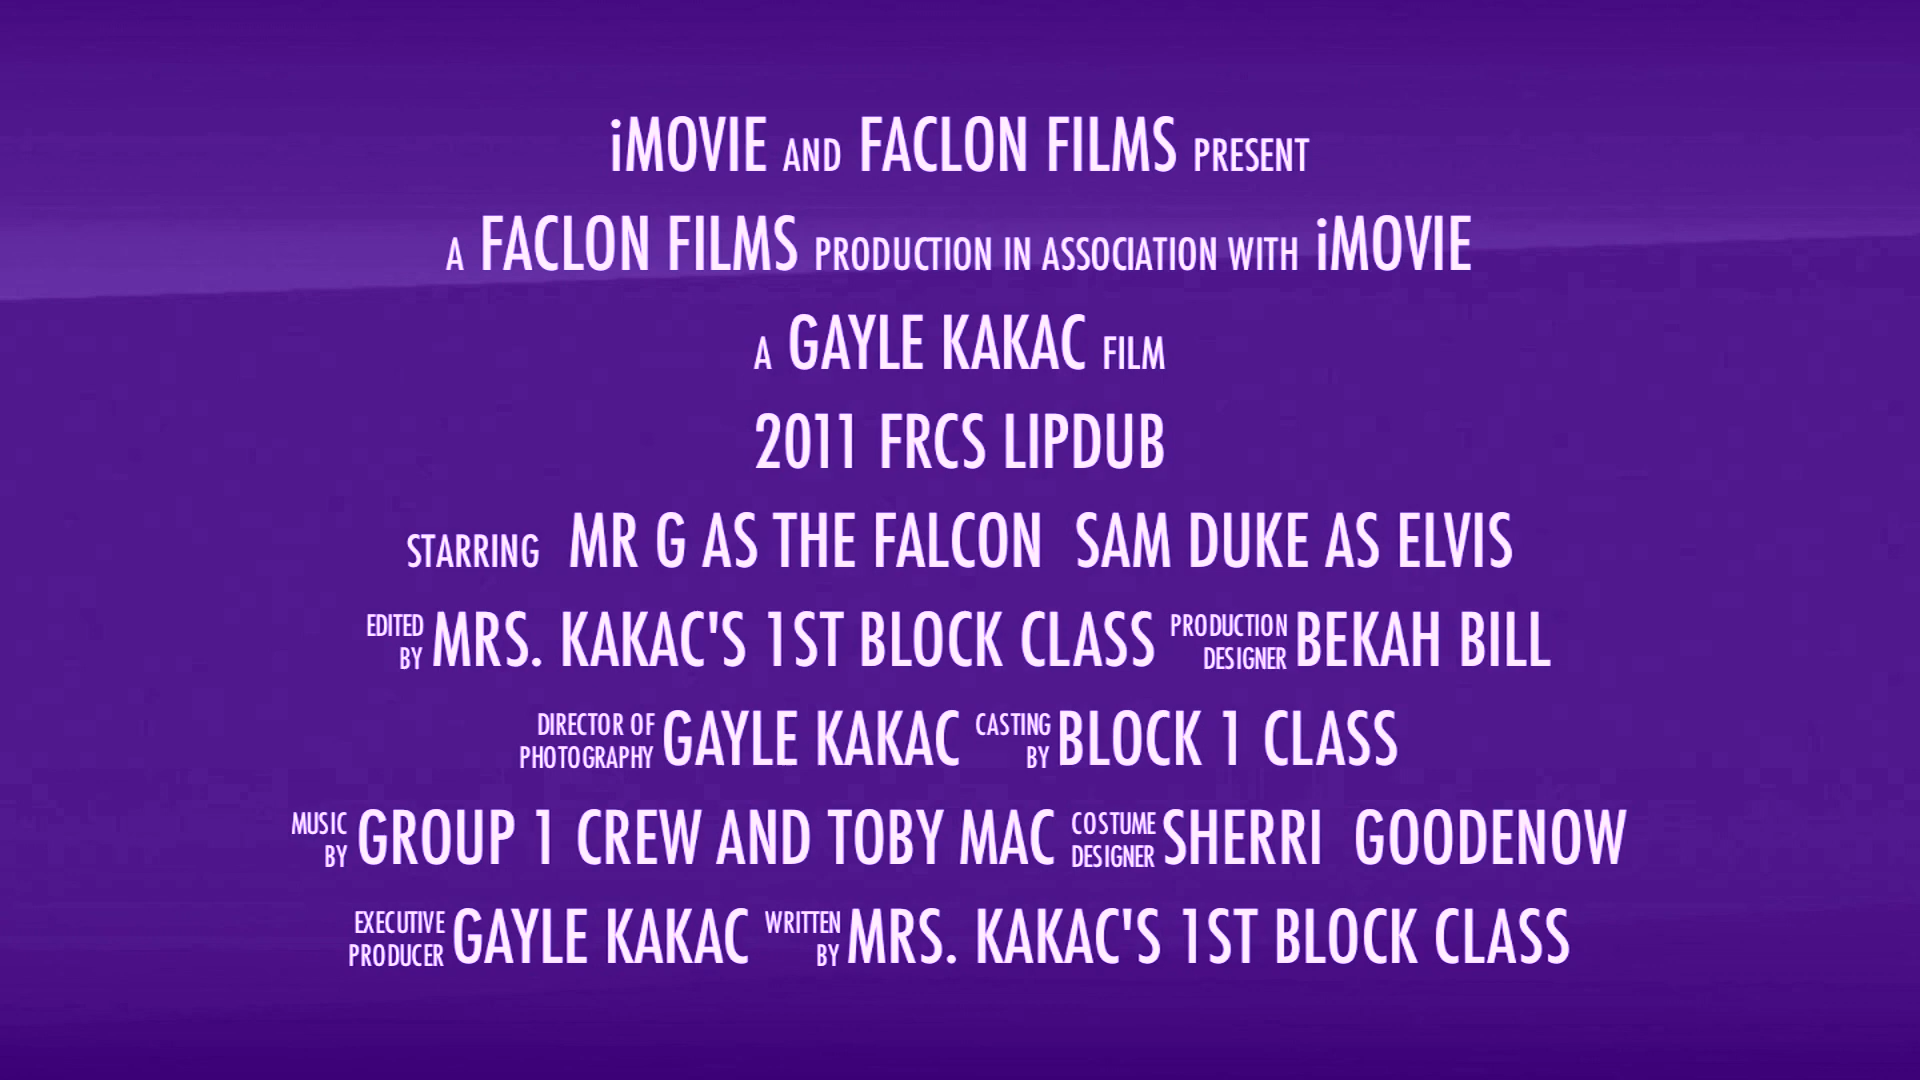 iMOVIE AND FACLON FILMS PRESENT
A FACLON FILMS PRODUCTION IN ASSOCIATION WITH iMOVIE
A GAYLE KAKAC FILM
2011 FRCS LIPDUB
STARRING MR G AS THE FALCON SAM DUKE AS ELVIS
EDITED BY MRS. KAKAC'S 1ST BLOCK CLASS PRODUCTION DESIGNER BEKAH BILL
DIRECTOR OF PHOTOGRAPHY GAYLE KAKAC CASTING BY BLOCK 1 CLASS
MUSIC BY GROUP 1 CREW AND TOBY MAC COSTUME DESIGNER SHERRI GOODENOW
EXECUTIVE PRODUCER GAYLE KAKAC WRITTEN BY MRS. KAKAC'S 1ST BLOCK CLASS